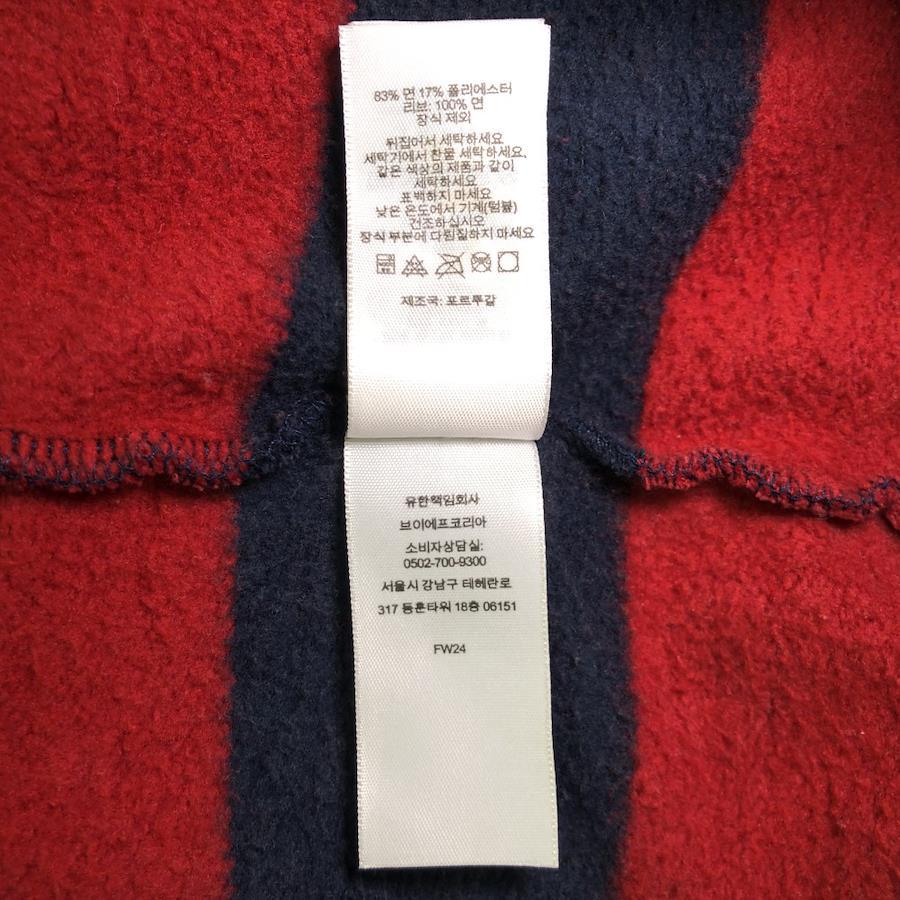 83% 면 17% 폴리에스터
리브: 100% 면
장식 제외
뒤집어서 세탁하세요
세탁기에서 찬물 세탁하세요,
같은 색상의 제품과 같이
세탁하세요
표백하지 마세요
낮은 온도에서 기계(텀블)
건조하십시오
장식 부분에 다림질하지 마세요
제조국: 포르투갈
유한책임회사
브이에프코리아
소비자상담실:
0502-700-9300
서울시 강남구 테헤란로
317 동훈타워 18층 06151
FW24